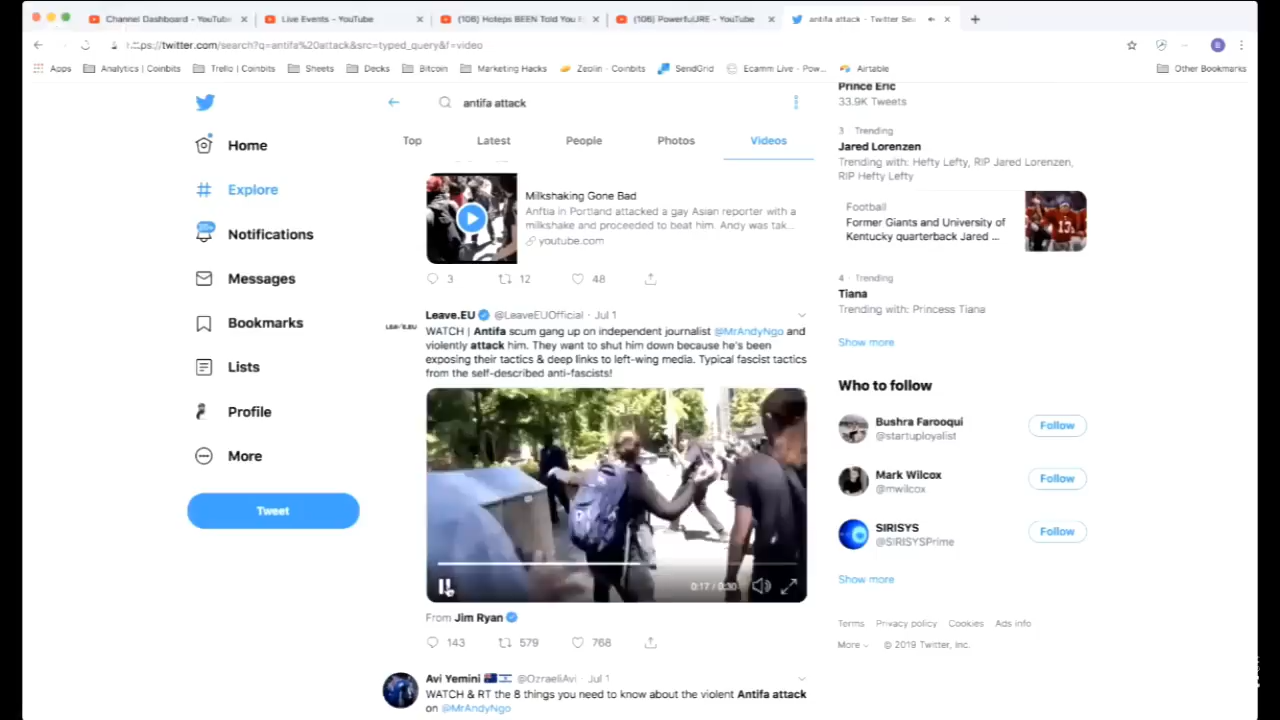 Channel Dashboard - YouTube
Live Events - YouTube
(106) Hoteps BEEN Told You
(106) PowerfulJRE - YouTube
antifa attack - Twitter Sea
twitter.com/search?q=antifa%20attack&src=typed_query&f=video
Apps
Analytics | Coinbits
Trello | Coinbits
Sheets
Decks
Bitcoin
Marketing Hacks
Zeplin - Coinbits
SendGrid
Ecamm Live - Pow...
Airtable
Other Bookmarks
Home
Explore
Notifications
Messages
Bookmarks
Lists
Profile
More
Tweet
antifa attack
Top
Latest
People
Photos
Videos
Milkshaking Gone Bad
Anftia in Portland attacked a gay Asian reporter with a
milkshake and proceeded to beat him. Andy was tak...
youtube.com
3
12
48
LEAVE.EU
Leave.EU @LeaveEUOfficial · Jul 1
WATCH | Antifa scum gang up on independent journalist @MrAndyNgo and
violently attack him. They want to shut him down because he's been
exposing their tactics & deep links to left-wing media. Typical fascist tactics
from the self-described anti-fascists!
0:17 / 0:30
From Jim Ryan
143
579
768
Avi Yemini @OzraeliAvi · Jul 1
WATCH & RT the 8 things you need to know about the violent Antifa attack
on @MrAndyNgo
Prince Eric
33.9K Tweets
3 · Trending
Jared Lorenzen
Trending with: Hefty Lefty, RIP Jared Lorenzen,
RIP Hefty Lefty
Football
Former Giants and University of
Kentucky quarterback Jared ...
4 · Trending
Tiana
Trending with: Princess Tiana
Show more
Who to follow
Bushra Farooqui
@startuployalist
Follow
Mark Wilcox
@mwilcox
Follow
SIRISYS
@SIRISYSPrime
Follow
Show more
Terms Privacy policy Cookies Ads info
More © 2019 Twitter, Inc.